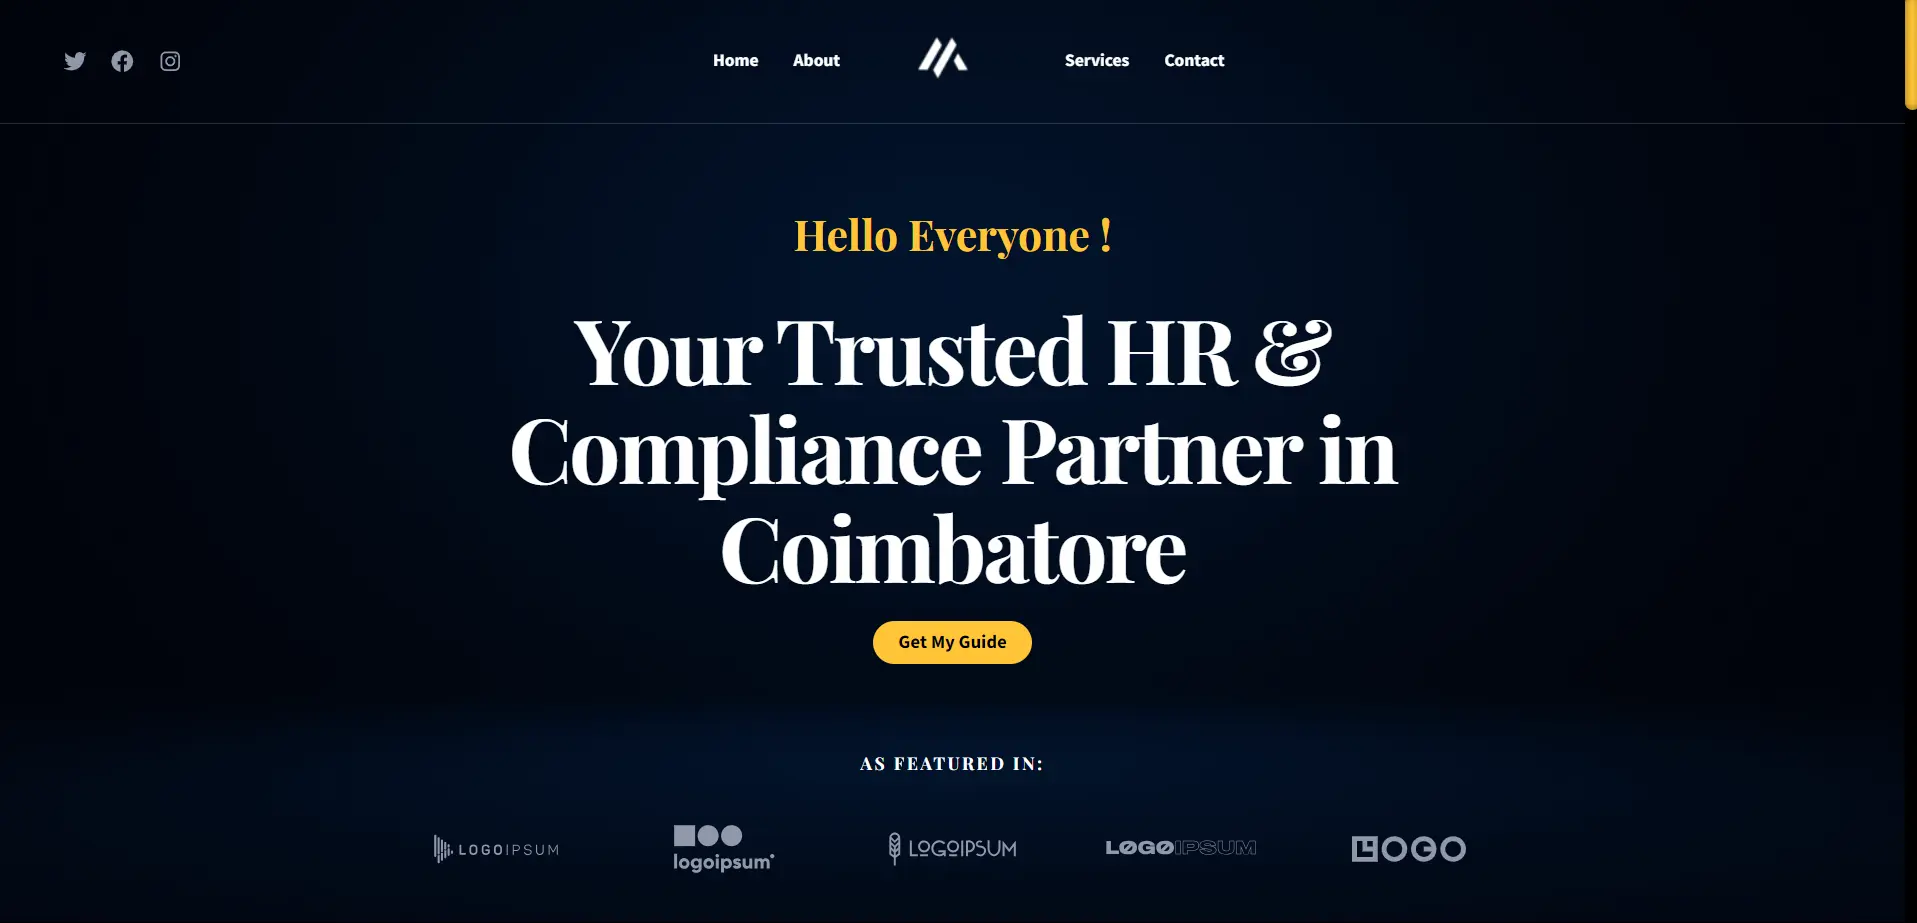 Home About Services Contact
Hello Everyone !
Your Trusted HR &
Compliance Partner in
Coimbatore
Get My Guide
AS FEATURED IN:
LOGOIPSUM logoipsum LOGOIPSUM LOGOIPSUM LOGO